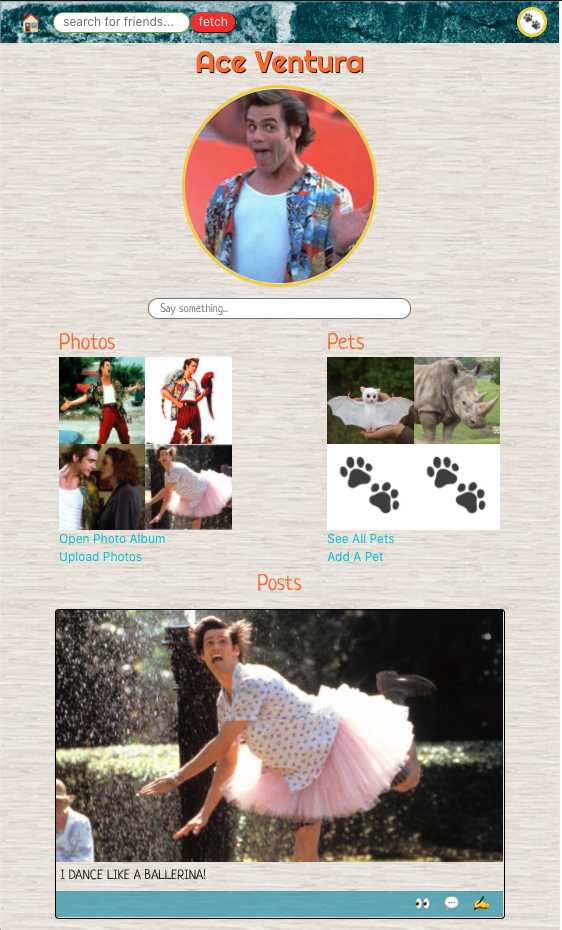 search for friends... fetch
Ace Ventura
Say something...
Photos Pets
Open Photo Album See All Pets
Upload Photos Add A Pet
Posts
I DANCE LIKE A BALLERINA!